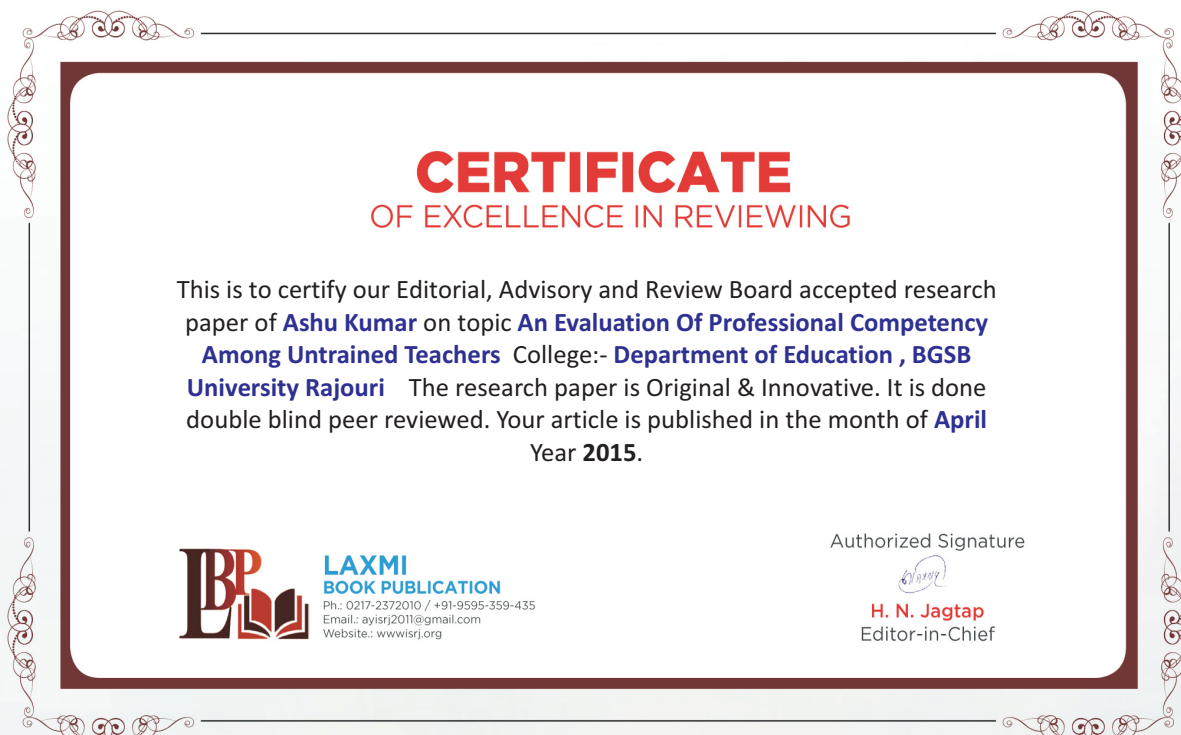 CERTIFICATE
OF EXCELLENCE IN REVIEWING
This is to certify our Editorial, Advisory and Review Board accepted research
paper of Ashu Kumar on topic An Evaluation Of Professional Competency
Among Untrained Teachers College:- Department of Education , BGSB
University Rajouri The research paper is Original & Innovative. It is done
double blind peer reviewed. Your article is published in the month of April
Year 2015.
LBP
LAXMI
BOOK PUBLICATION
Ph.: 0217-2372010 / +91-9595-359-435
Email.: ayisrj2011@gmail.com
Website.: wwwisrj.org
Authorized Signature
H. N. Jagtap
Editor-in-Chief